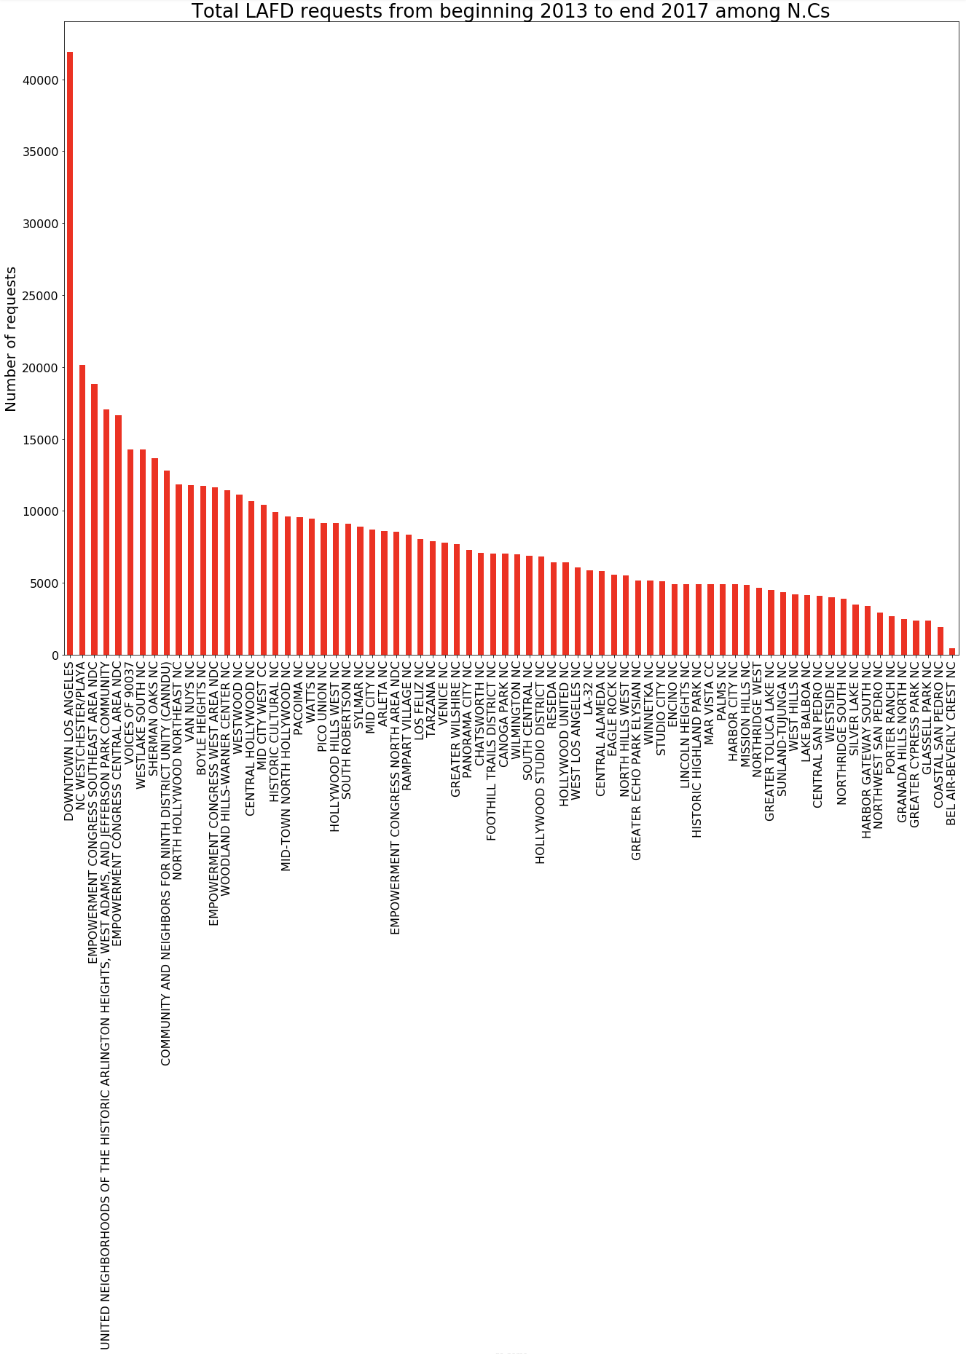 Total LAFD requests from beginning 2013 to end 2017 among N.Cs
Number of requests
40000
35000
30000
25000
20000
15000
10000
5000
0
DOWNTOWN LOS ANGELES
NC WESTCHESTER/PLAYA
EMPOWERMENT CONGRESS SOUTHEAST AREA NDC
UNITED NEIGHBORHOODS OF THE HISTORIC ARLINGTON HEIGHTS, WEST ADAMS, AND JEFFERSON PARK COMMUNITY
EMPOWERMENT CONGRESS CENTRAL AREA NDC
VOICES OF 90037
WESTLAKE SOUTH NC
SHERMAN OAKS NC
COMMUNITY AND NEIGHBORS FOR NINTH DISTRICT UNITY (CANNDU)
NORTH HOLLYWOOD NORTHEAST NC
VAN NUYS NC
BOYLE HEIGHTS NC
EMPOWERMENT CONGRESS WEST AREA NDC
WOODLAND HILLS-WARNER CENTER NC
WESTWOOD NC
CENTRAL HOLLYWOOD NC
MID CITY WEST CC
HISTORIC CULTURAL NC
MID-TOWN NORTH HOLLYWOOD NC
PACOIMA NC
WATTS NC
PICO UNION NC
HOLLYWOOD HILLS WEST NC
SOUTH ROBERTSON NC
SYLMAR NC
MID CITY NC
ARLETA NC
EMPOWERMENT CONGRESS NORTH AREA NDC
RAMPART VILLAGE NC
LOS FELIZ NC
TARZANA NC
VENICE NC
GREATER WILSHIRE NC
PANORAMA CITY NC
CHATSWORTH NC
FOOTHILL TRAILS DISTRICT NC
CANOGA PARK NC
WILMINGTON NC
SOUTH CENTRAL NC
HOLLYWOOD STUDIO DISTRICT NC
RESEDA NC
HOLLYWOOD UNITED NC
WEST LOS ANGELES NC
LA-32 NC
CENTRAL ALAMEDA NC
EAGLE ROCK NC
NORTH HILLS WEST NC
GREATER ECHO PARK ELYSIAN NC
WINNETKA NC
STUDIO CITY NC
ENCINO NC
LINCOLN HEIGHTS NC
HISTORIC HIGHLAND PARK NC
MAR VISTA CC
PALMS NC
HARBOR CITY NC
MISSION HILLS NC
NORTHRIDGE WEST
GREATER TOLUCA LAKE NC
SUNLAND-TUJUNGA NC
WEST HILLS NC
LAKE BALBOA NC
CENTRAL SAN PEDRO NC
WESTSIDE NC
NORTHRIDGE SOUTH NC
SILVER LAKE NC
HARBOR GATEWAY SOUTH NC
NORTHWEST SAN PEDRO NC
PORTER RANCH NC
GRANADA HILLS NORTH NC
GREATER CYPRESS PARK NC
GLASSELL PARK NC
COASTAL SAN PEDRO NC
BEL AIR-BEVERLY CREST NC